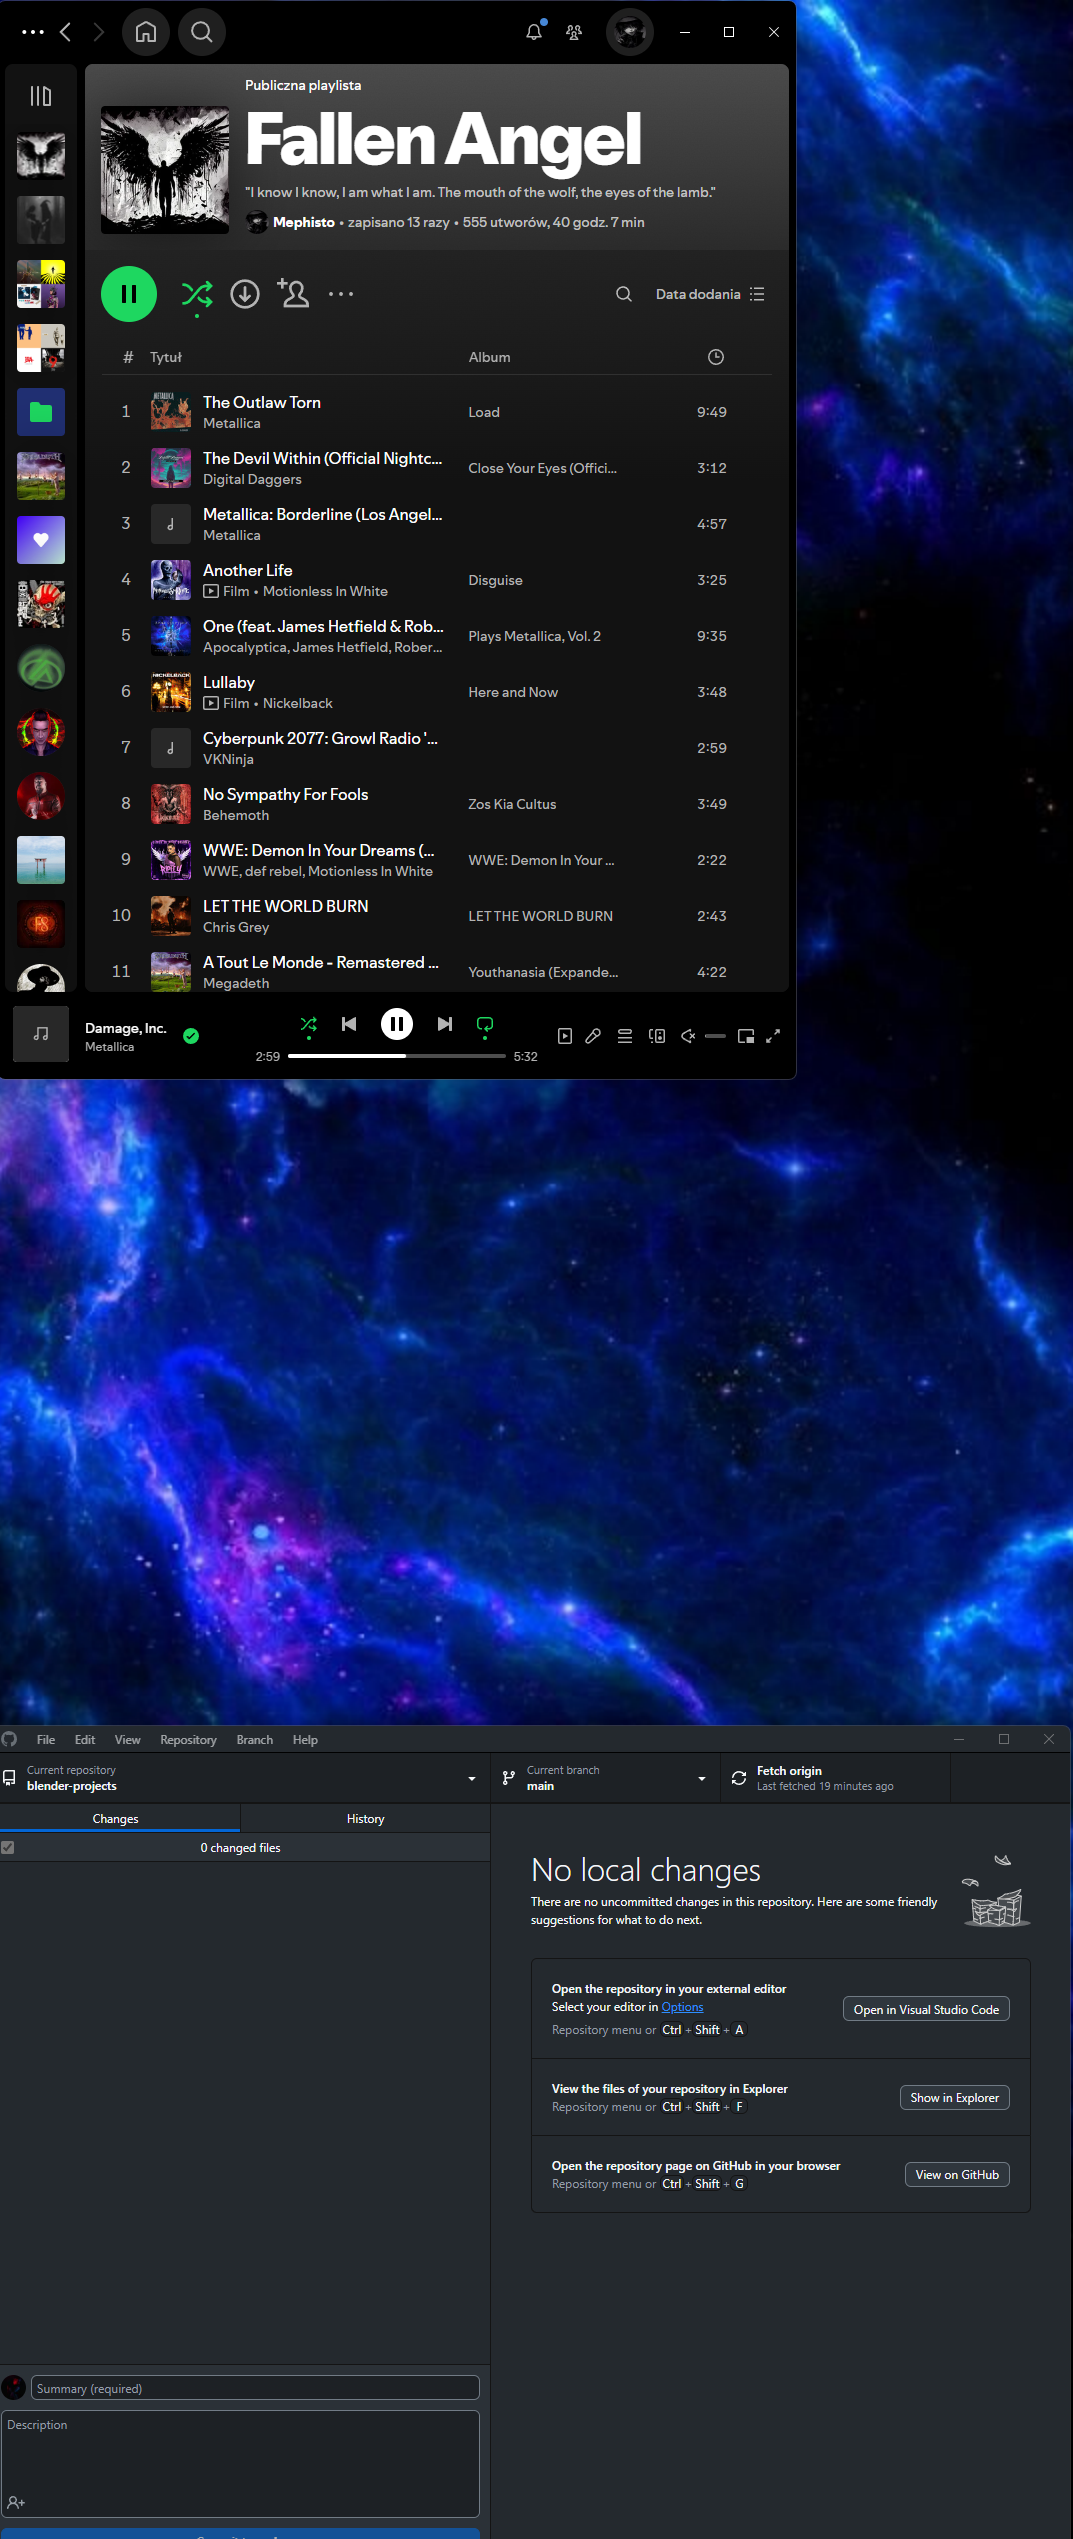 Publiczna playlista
Fallen Angel
"I know I know, I am what I am. The mouth of the wolf, the eyes of the lamb."
Mephisto • zapisano 13 razy • 555 utworów, 40 godz. 7 min
Data dodania
# Tytuł Album
1 The Outlaw Torn Load 9:49
Metallica
2 The Devil Within (Official Nightc... Close Your Eyes (Offici... 3:12
Digital Daggers
3 Metallica: Borderline (Los Angel... 4:57
Metallica
4 Another Life Disguise 3:25
Film • Motionless In White
5 One (feat. James Hetfield & Rob... Plays Metallica, Vol. 2 9:35
Apocalyptica, James Hetfield, Rober...
6 Lullaby Here and Now 3:48
Film • Nickelback
7 Cyberpunk 2077: Growl Radio '... 2:59
VKNinja
8 No Sympathy For Fools Zos Kia Cultus 3:49
Behemoth
9 WWE: Demon In Your Dreams (... WWE: Demon In Your ... 2:22
WWE, def rebel, Motionless In White
10 LET THE WORLD BURN LET THE WORLD BURN 2:43
Chris Grey
11 A Tout Le Monde - Remastered ... Youthanasia (Expande... 4:22
Megadeth
Damage, Inc.
Metallica
2:59 5:32
File Edit View Repository Branch Help
Current repository
blender-projects
Current branch
main
Fetch origin
Last fetched 19 minutes ago
Changes History
0 changed files
No local changes
There are no uncommitted changes in this repository. Here are some friendly
suggestions for what to do next.
Open the repository in your external editor
Select your editor in Options
Repository menu or Ctrl + Shift + A
Open in Visual Studio Code
View the files of your repository in Explorer
Repository menu or Ctrl + Shift + F
Show in Explorer
Open the repository page on GitHub in your browser
Repository menu or Ctrl + Shift + G
View on GitHub
Summary (required)
Description